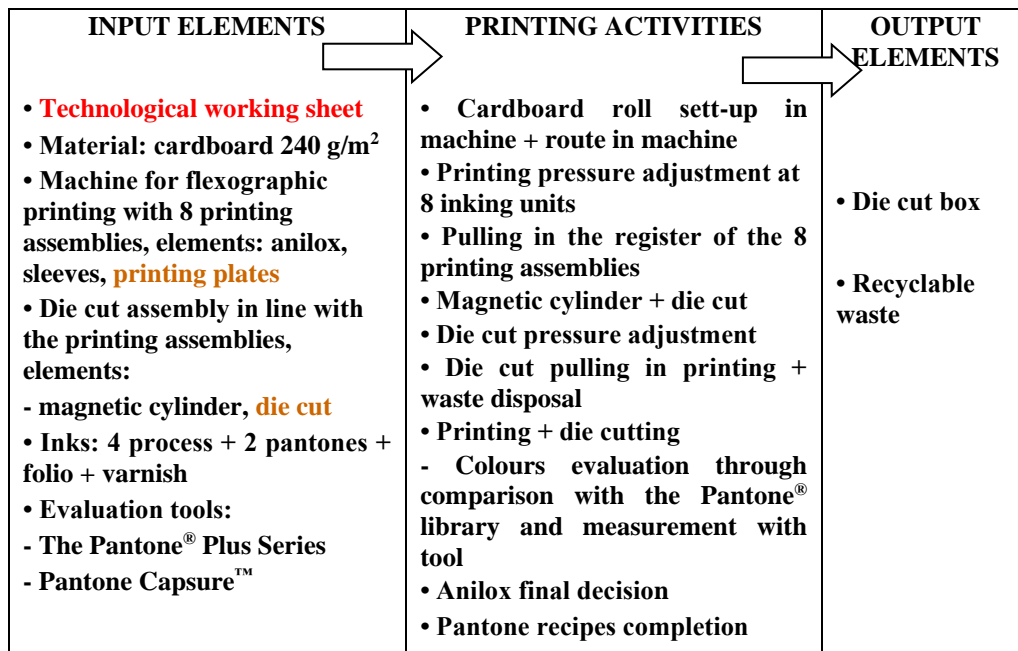 INPUT ELEMENTS
• Technological working sheet
• Material: cardboard 240 g/m²
• Machine for flexographic
printing with 8 printing
assemblies, elements: anilox,
sleeves, printing plates
• Die cut assembly in line with
the printing assemblies,
elements:
- magnetic cylinder, die cut
• Inks: 4 process + 2 pantones +
folio + varnish
• Evaluation tools:
- The Pantone® Plus Series
- Pantone Capsure™
PRINTING ACTIVITIES
• Cardboard roll sett-up in
machine + route in machine
• Printing pressure adjustment at
8 inking units
• Pulling in the register of the 8
printing assemblies
• Magnetic cylinder + die cut
• Die cut pressure adjustment
• Die cut pulling in printing +
waste disposal
• Printing + die cutting
- Colours evaluation through
comparison with the Pantone®
library and measurement with
tool
• Anilox final decision
• Pantone recipes completion
OUTPUT
ELEMENTS
• Die cut box
• Recyclable
waste